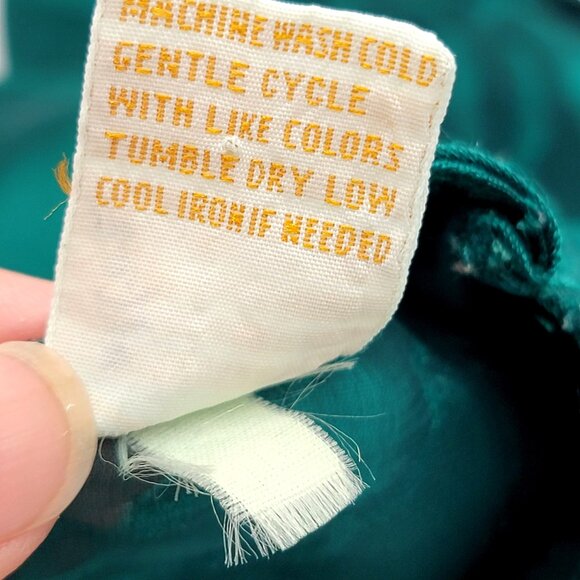 MACHINE WASH COLD
GENTLE CYCLE
WITH LIKE COLORS
TUMBLE DRY LOW
COOL IRON IF NEEDED